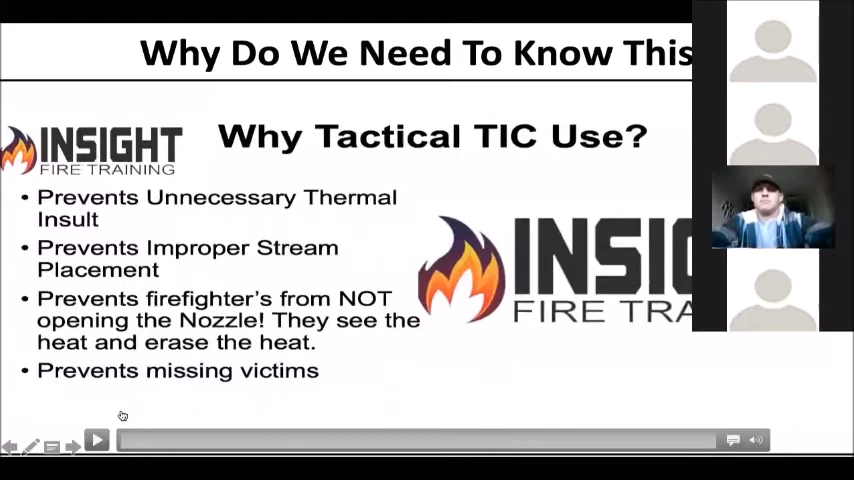 Why Do We Need To Know This
INSIGHT
FIRE TRAINING
Why Tactical TIC Use?
• Prevents Unnecessary Thermal
Insult
• Prevents Improper Stream
Placement
• Prevents firefighter's from NOT
opening the Nozzle! They see the
heat and erase the heat.
• Prevents missing victims
INSIG
FIRE TRA